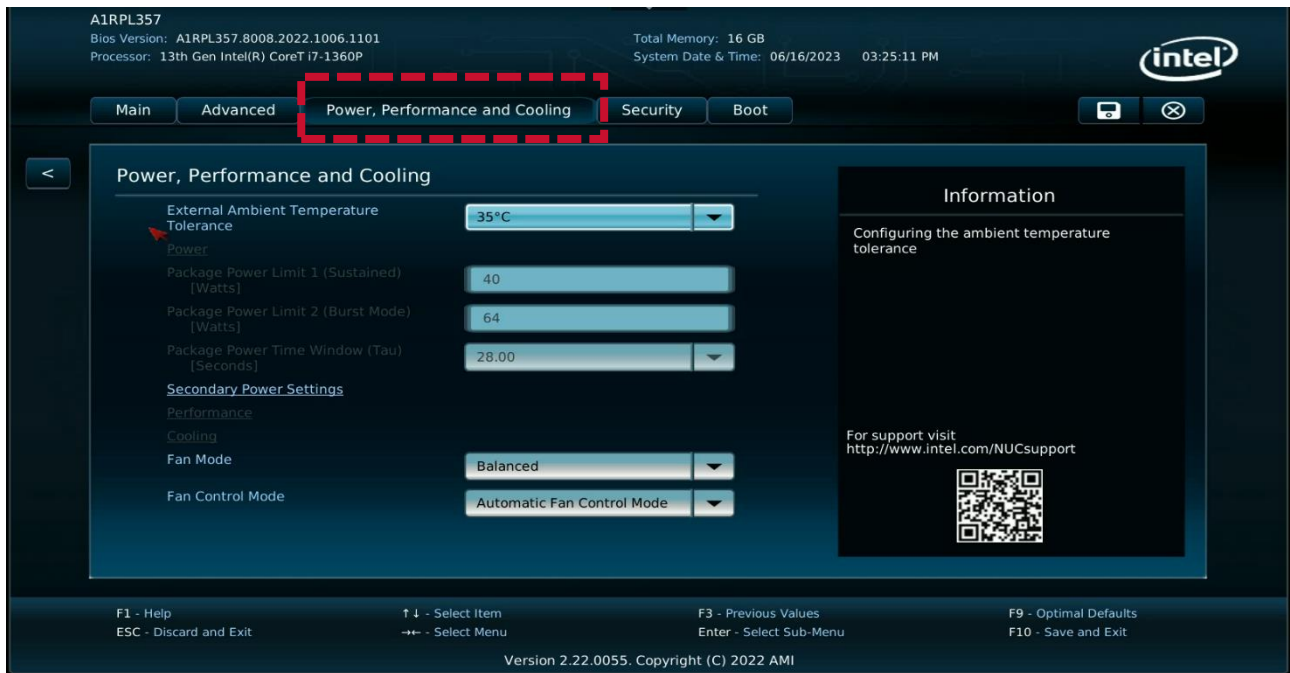 A1RPL357
Bios Version: A1RPL357.8008.2022.1006.1101
Processor: 13th Gen Intel(R) CoreT i7-1360P
Total Memory: 16 GB
System Date & Time: 06/16/2023 03:25:11 PM
intel
Main Advanced Power, Performance and Cooling Security Boot
<
Power, Performance and Cooling
External Ambient Temperature
Tolerance
35°C
Power
Package Power Limit 1 (Sustained)
[Watts]
40
Package Power Limit 2 (Burst Mode)
[Watts]
64
Package Power Time Window (Tau)
[Seconds]
28.00
Secondary Power Settings
Performance
Cooling
Fan Mode
Balanced
Fan Control Mode
Automatic Fan Control Mode
Information
Configuring the ambient temperature
tolerance
For support visit
http://www.intel.com/NUCsupport
F1 - Help ↑↓ - Select Item F3 - Previous Values F9 - Optimal Defaults
ESC - Discard and Exit →← - Select Menu Enter - Select Sub-Menu F10 - Save and Exit
Version 2.22.0055. Copyright (C) 2022 AMI